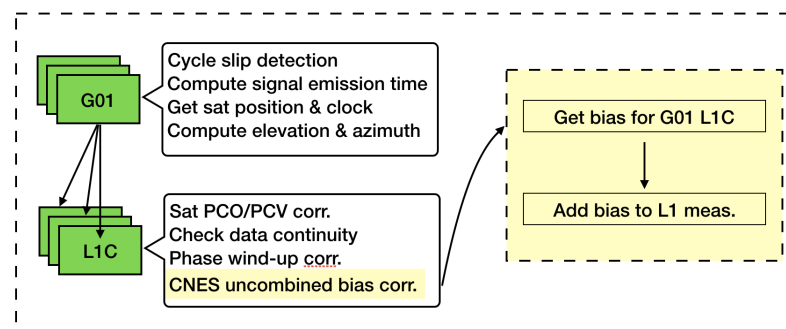 G01
Cycle slip detection
Compute signal emission time
Get sat position & clock
Compute elevation & azimuth
L1C
Sat PCO/PCV corr.
Check data continuity
Phase wind-up corr.
CNES uncombined bias corr.
Get bias for G01 L1C
Add bias to L1 meas.